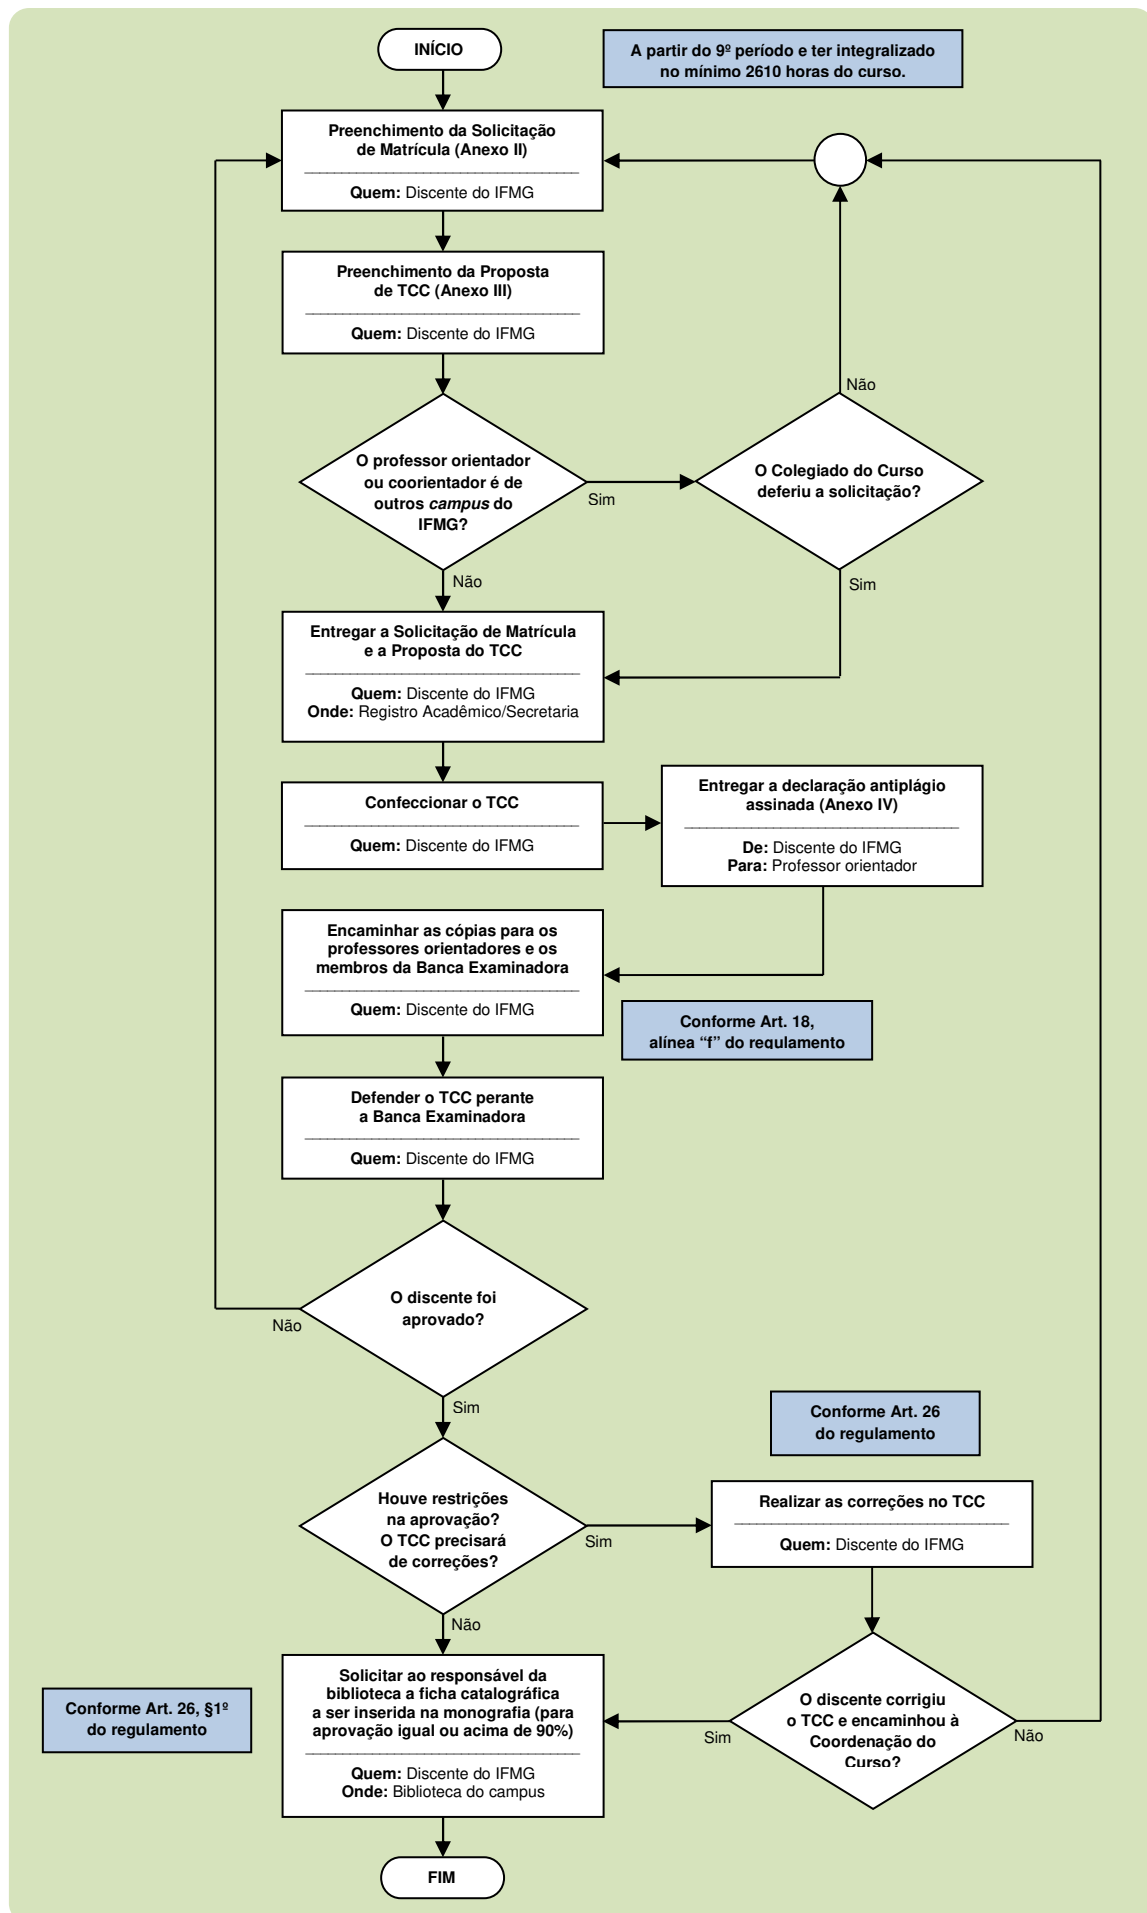 INÍCIO
A partir do 9º período e ter integralizado
no mínimo 2610 horas do curso.
Preenchimento da Solicitação
de Matrícula (Anexo II)
Quem: Discente do IFMG
Preenchimento da Proposta
de TCC (Anexo III)
Quem: Discente do IFMG
Não
O professor orientador
ou coorientador é de
outros campus do
IFMG?
Sim
O Colegiado do Curso
deferiu a solicitação?
Não
Sim
Entregar a Solicitação de Matrícula
e a Proposta do TCC
Quem: Discente do IFMG
Onde: Registro Acadêmico/Secretaria
Confeccionar o TCC
Quem: Discente do IFMG
Entregar a declaração antiplágio
assinada (Anexo IV)
De: Discente do IFMG
Para: Professor orientador
Encaminhar as cópias para os
professores orientadores e os
membros da Banca Examinadora
Quem: Discente do IFMG
Conforme Art. 18,
alínea “f” do regulamento
Defender o TCC perante
a Banca Examinadora
Quem: Discente do IFMG
O discente foi
aprovado?
Não
Sim
Conforme Art. 26
do regulamento
Houve restrições
na aprovação?
O TCC precisará
de correções?
Sim
Realizar as correções no TCC
Quem: Discente do IFMG
Não
Conforme Art. 26, §1º
do regulamento
Solicitar ao responsável da
biblioteca a ficha catalográfica
a ser inserida na monografia (para
aprovação igual ou acima de 90%)
Quem: Discente do IFMG
Onde: Biblioteca do campus
Sim
O discente corrigiu
o TCC e encaminhou à
Coordenação do
Curso?
Não
FIM